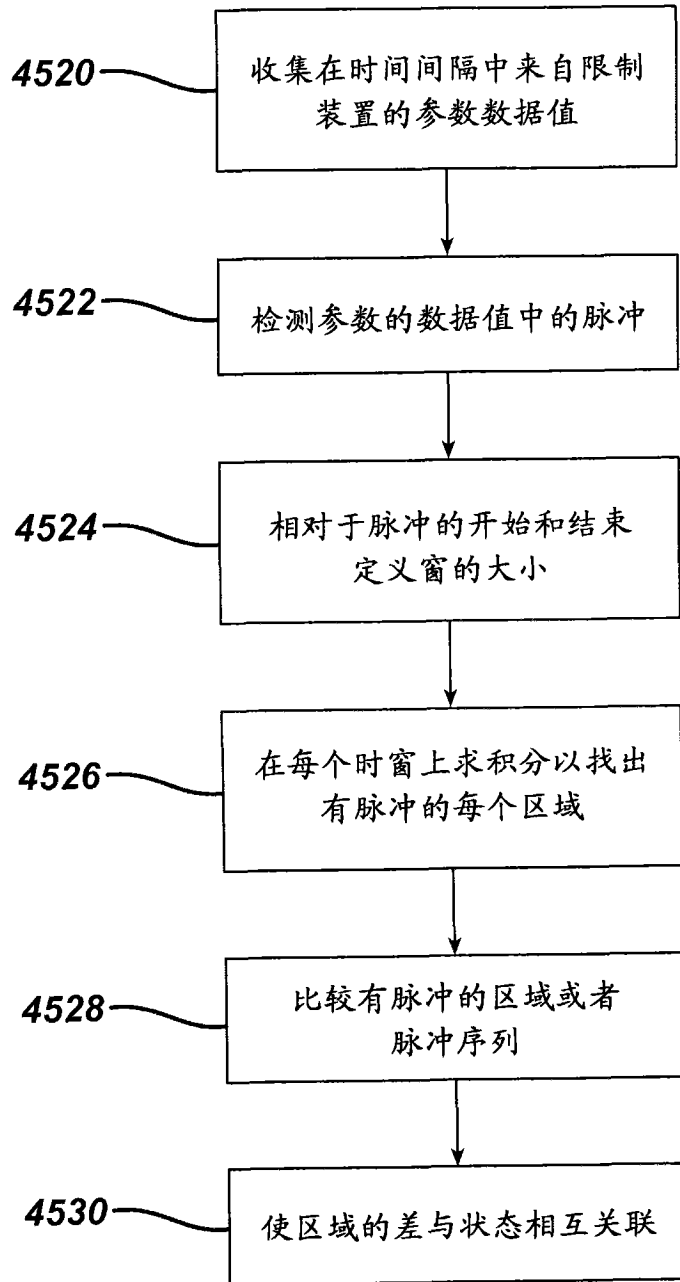 4520
收集在时间间隔中来自限制
装置的参数数据值
4522
检测参数的数据值中的脉冲
4524
相对于脉冲的开始和结束
定义窗的大小
4526
在每个时窗上求积分以找出
有脉冲的每个区域
4528
比较有脉冲的区域或者
脉冲序列
4530
使区域的差与状态相互关联